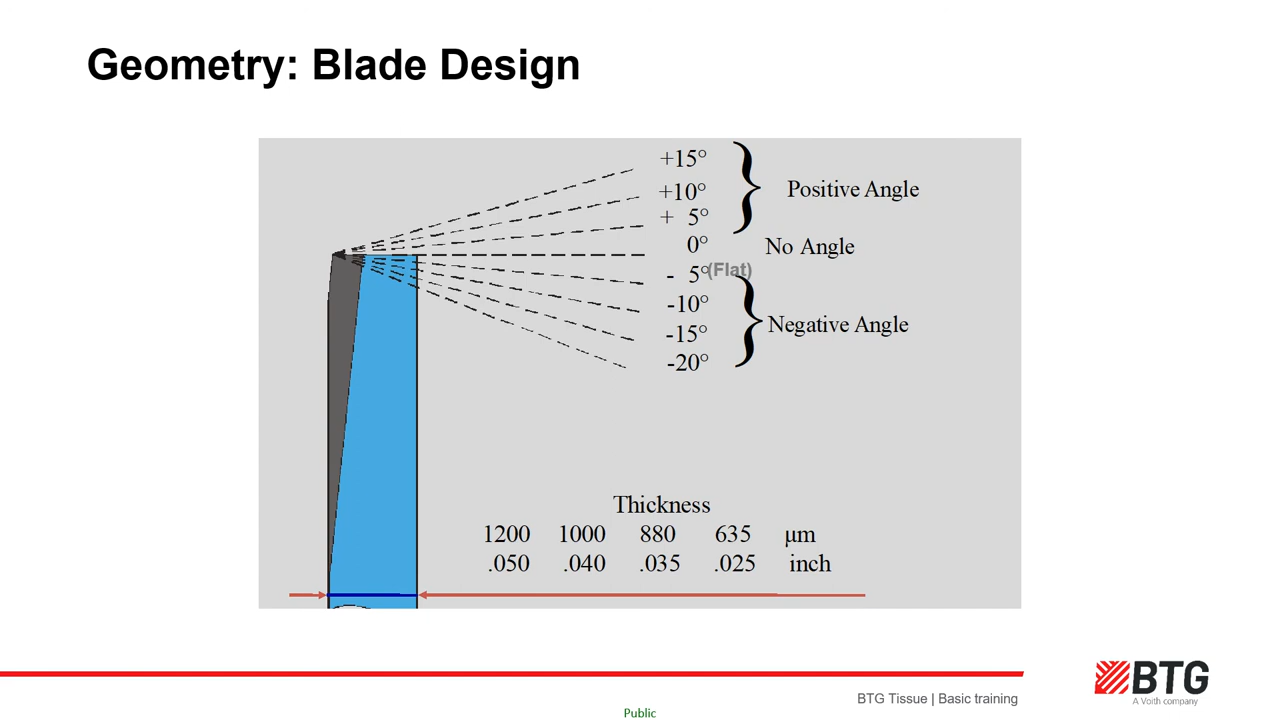 Geometry: Blade Design
+15°
+10°
+ 5°
0°
- 5°
-10°
-15°
-20°
Positive Angle
No Angle
(Flat)
Negative Angle
Thickness
1200 1000 880 635 μm
.050 .040 .035 .025 inch
BTG
A Voith company
BTG Tissue | Basic training
Public